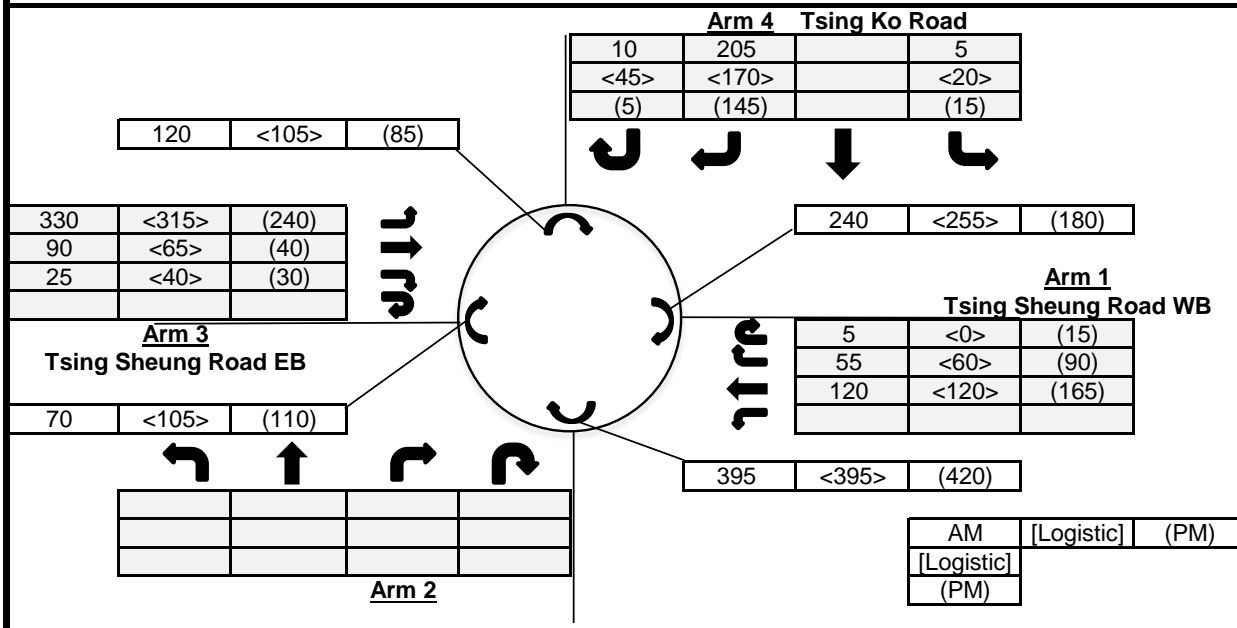 Arm 4 Tsing Ko Road
10 205 5
<45> <170> <20>
(5) (145) (15)
120 <105> (85)
330 <315> (240)
90 <65> (40)
25 <40> (30)
Arm 3
Tsing Sheung Road EB
240 <255> (180)
Arm 1
Tsing Sheung Road WB
5 <0> (15)
55 <60> (90)
120 <120> (165)
70 <105> (110)
395 <395> (420)
Arm 2
AM [Logistic] (PM)
[Logistic]
(PM)